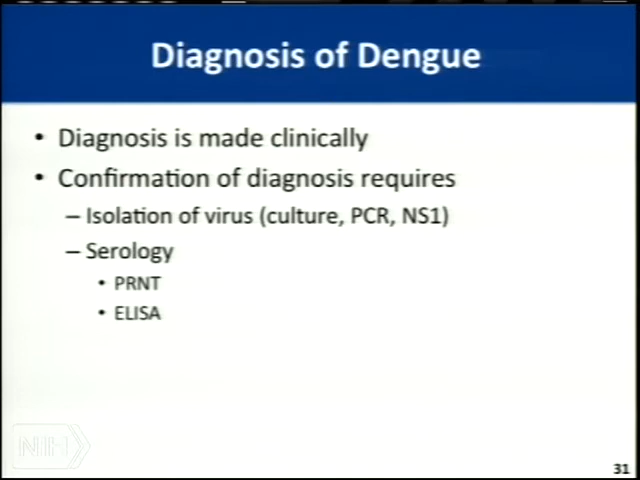 Diagnosis of Dengue
• Diagnosis is made clinically
• Confirmation of diagnosis requires
– Isolation of virus (culture, PCR, NS1)
– Serology
• PRNT
• ELISA
NIH
31